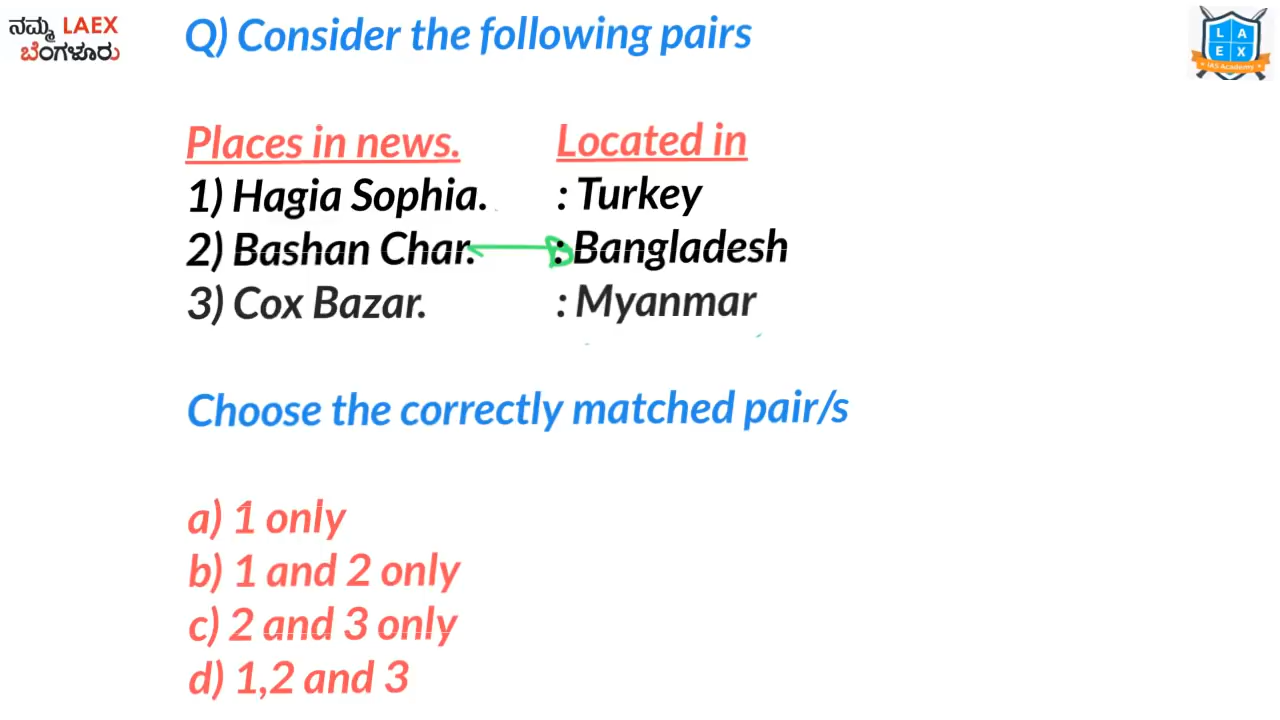 ನಮ್ಮ LAEX
ಬೆಂಗಳೂರು
Q) Consider the following pairs
L A
E X
IAS Academy
Places in news. Located in
1) Hagia Sophia. : Turkey
2) Bashan Char. : Bangladesh
3) Cox Bazar. : Myanmar
Choose the correctly matched pair/s
a) 1 only
b) 1 and 2 only
c) 2 and 3 only
d) 1,2 and 3